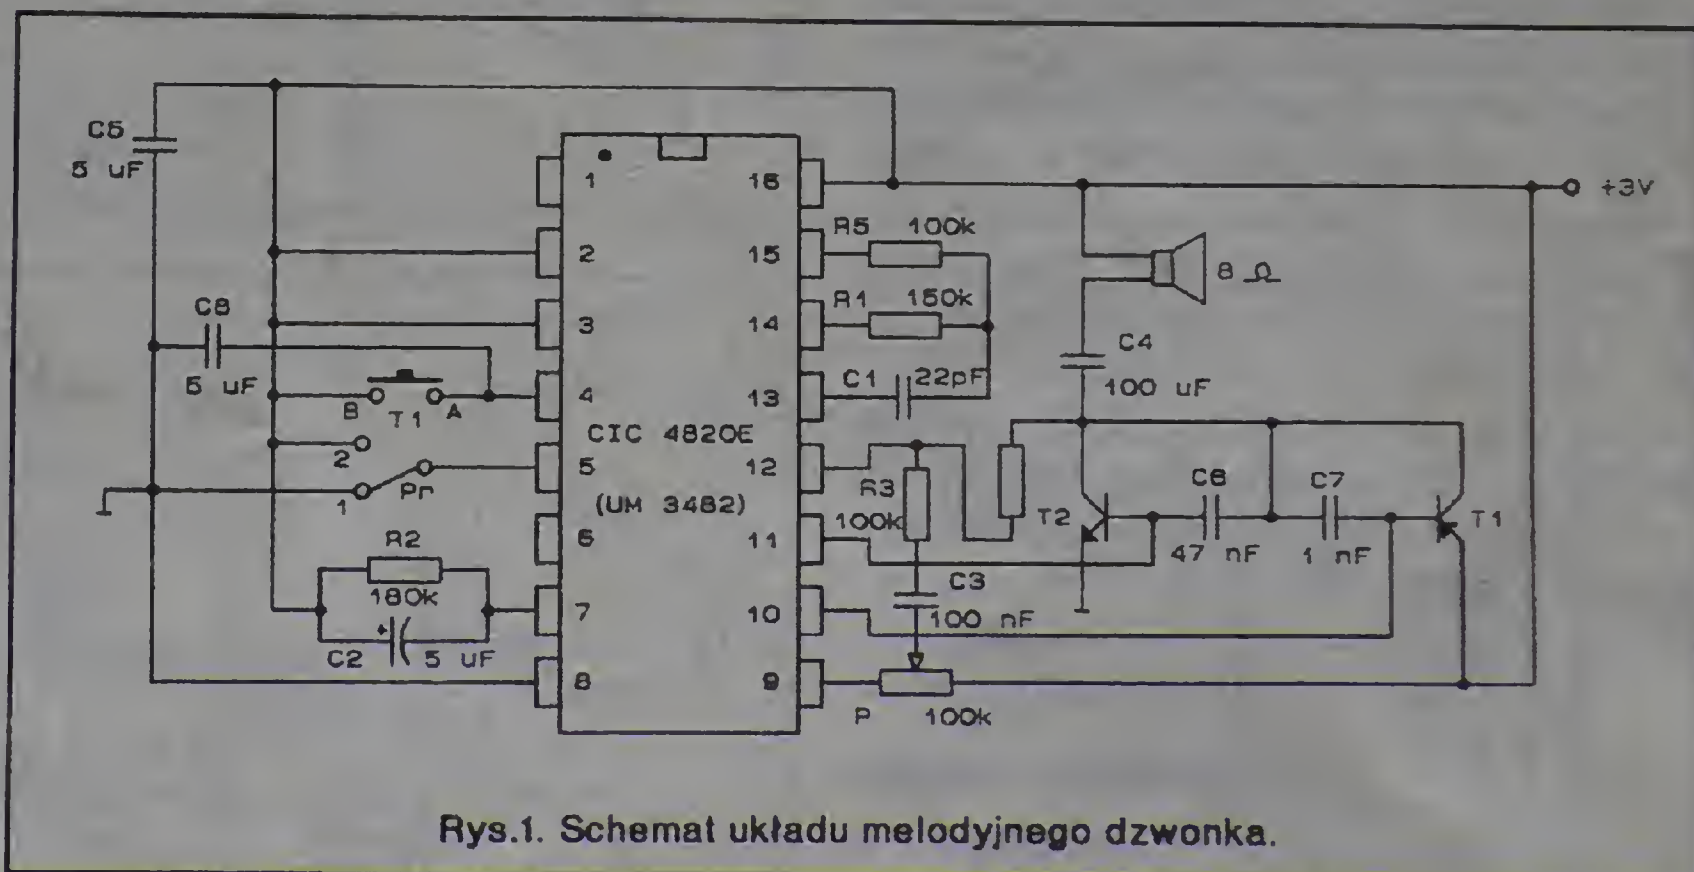 C5
5 uF
C8
5 uF
B T1 A
2
1 Pr
R2
180k
C2 + 5 uF
1
2
3
4
5
6
7
8
16
15
14
13
12
11
10
9
CIC 4820E
(UM 3482)
R5 100k
R1 150k
C1 22pF
R3
100k
C3
100 nF
P 100k
+3V
8 Ω
C4
100 uF
T2
C6
47 nF
C7
1 nF
T1
Rys.1. Schemat układu melodyjnego dzwonka.